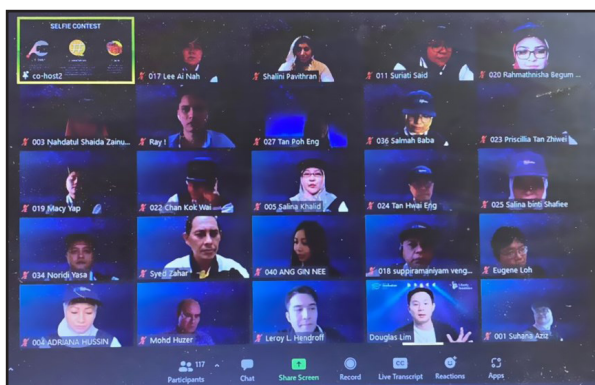 SELFIE CONTEST
co-host2
017 Lee Ai Nah
Shalini Pavithran
011 Suriati Said
020 Rahmathnisha Begum ...
003 Nahdatul Shaida Zainu...
Ray !
027 Tan Poh Eng
036 Salmah Baba
023 Priscillia Tan Zhiwei
019 Macy Yap
022 Chan Kok Wai
005 Salina Khalid
024 Tan Hwai Eng
025 Salina binti Shafiee
034 Noridi Yasa
Syed Zahar
040 ANG GIN NEE
018 suppiramaniyam veng...
Eugene Loh
004 ADRIANA HUSSIN
Mohd Huzer
Leroy L. Hendroff
Douglas Lim
001 Suhana Aziz
117
Participants
Chat
Share Screen
Record
CC
Live Transcript
Reactions
Apps